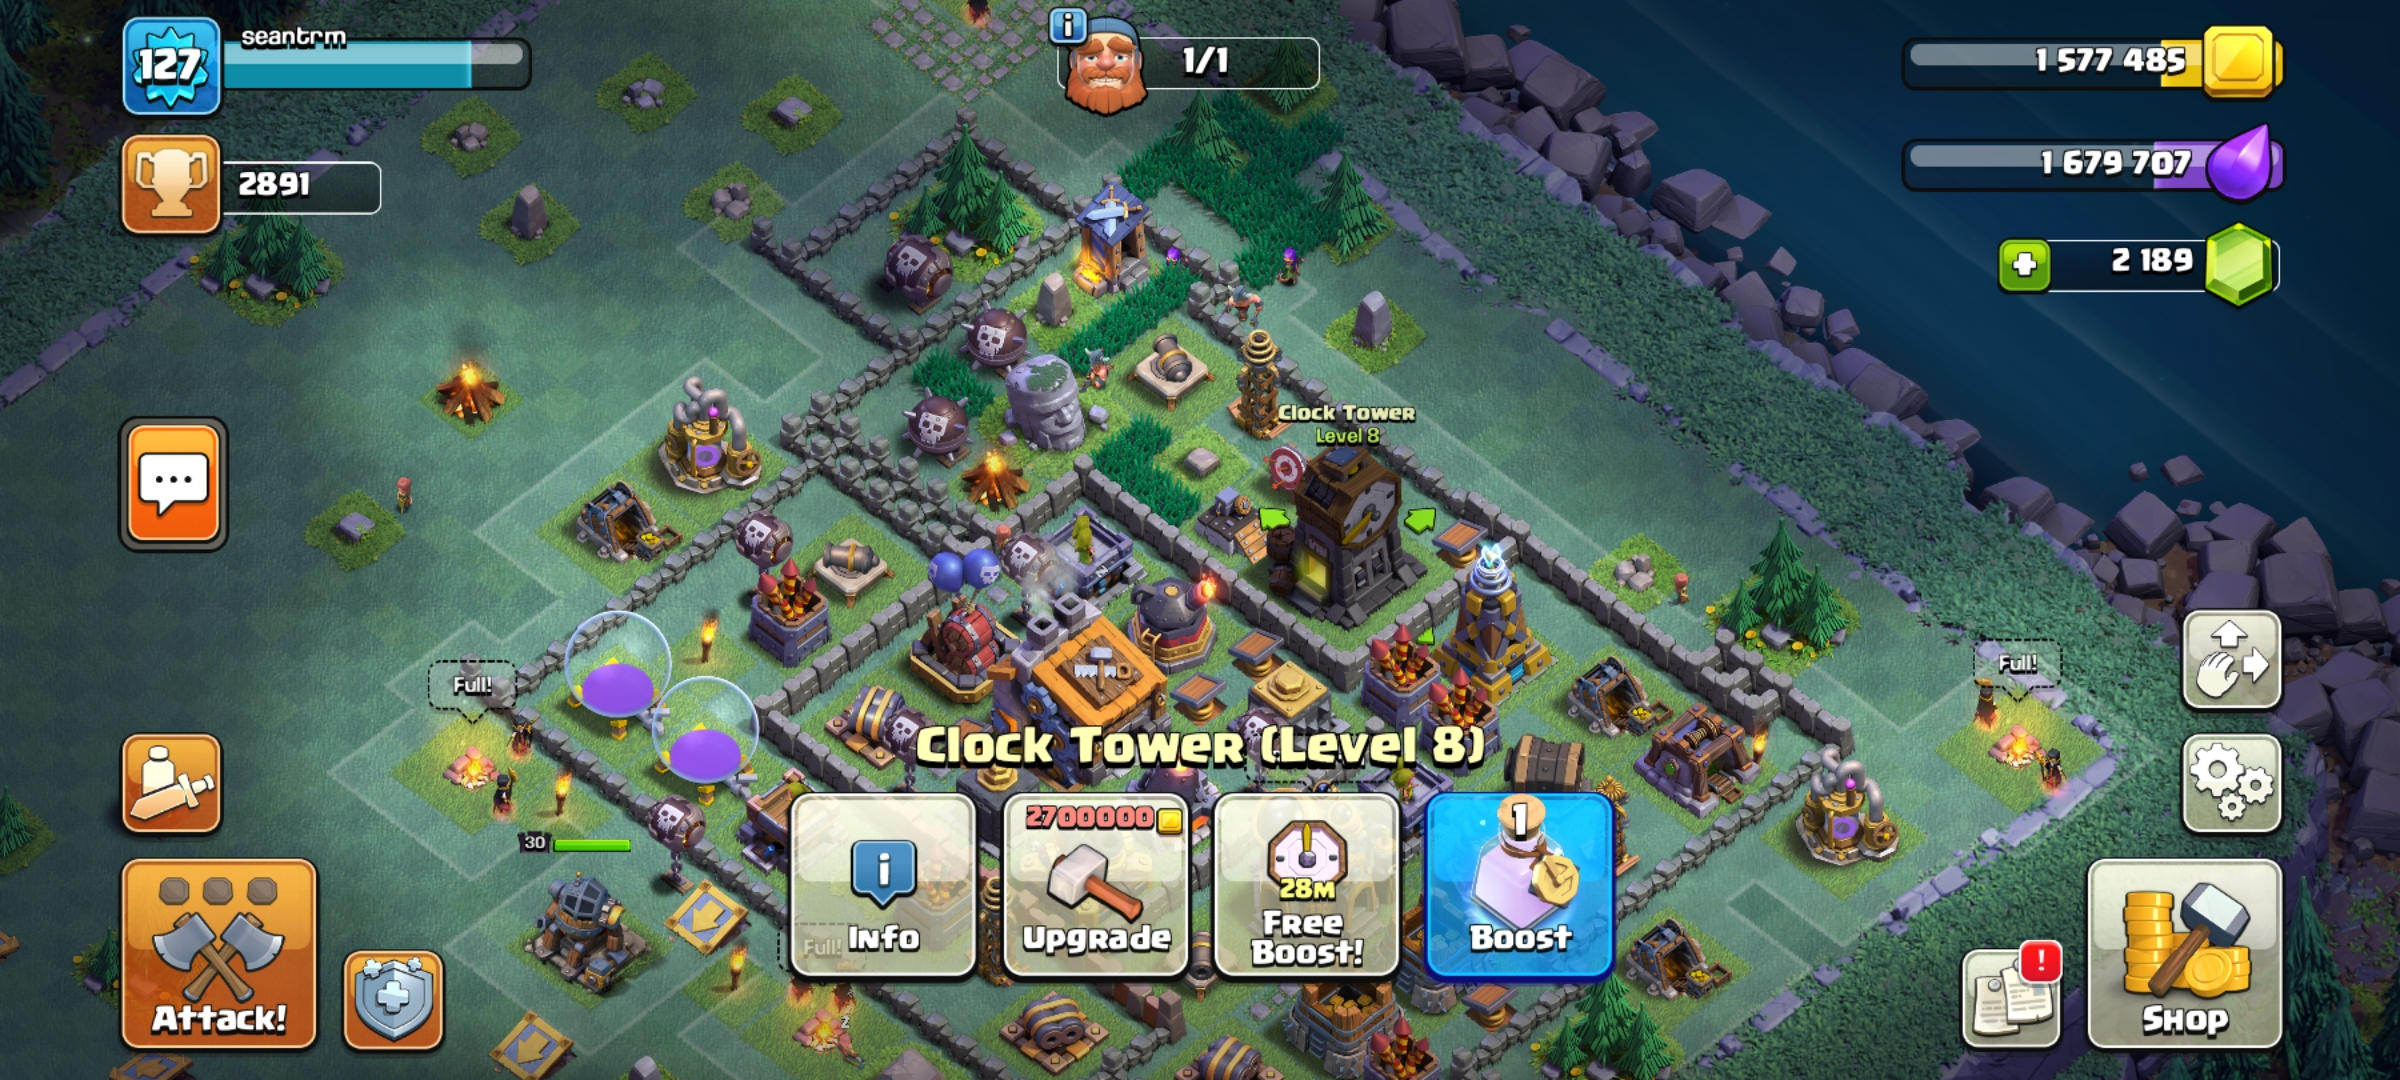 seantrm
127
2891
1/1
1 577 485
1 679 707
2 189
Clock Tower
Level 8
Full!
Full!
Clock Tower (Level 8)
30
Info
2700000
Upgrade
28M
Free
Boost!
1
Boost
Full!
Attack!
!
Shop